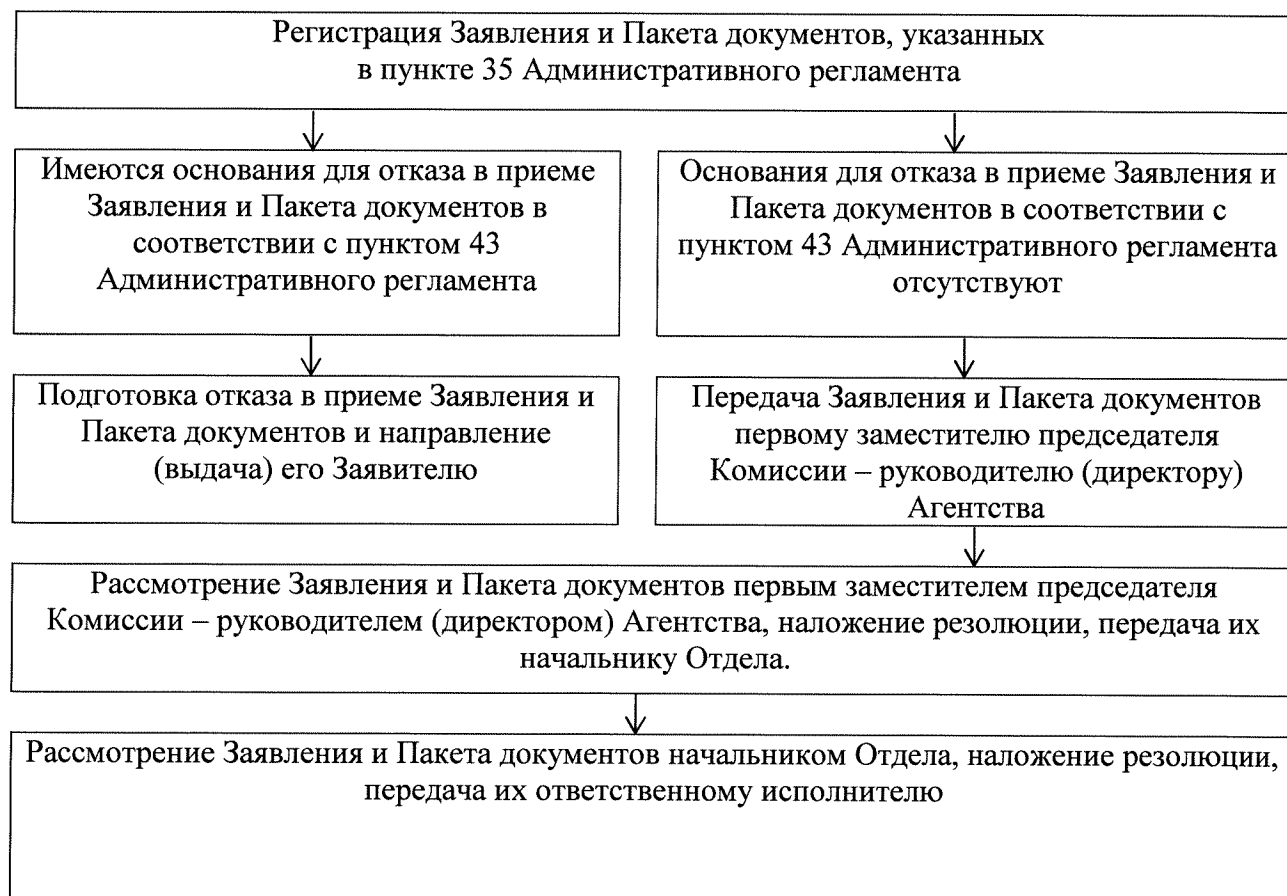 Регистрация Заявления и Пакета документов, указанных
в пункте 35 Административного регламента
Имеются основания для отказа в приеме
Заявления и Пакета документов в
соответствии с пунктом 43
Административного регламента
Основания для отказа в приеме Заявления и
Пакета документов в соответствии с
пунктом 43 Административного регламента
отсутствуют
Подготовка отказа в приеме Заявления и
Пакета документов и направление
(выдача) его Заявителю
Передача Заявления и Пакета документов
первому заместителю председателя
Комиссии – руководителю (директору)
Агентства
Рассмотрение Заявления и Пакета документов первым заместителем председателя
Комиссии – руководителем (директором) Агентства, наложение резолюции, передача их
начальнику Отдела.
Рассмотрение Заявления и Пакета документов начальником Отдела, наложение резолюции,
передача их ответственному исполнителю